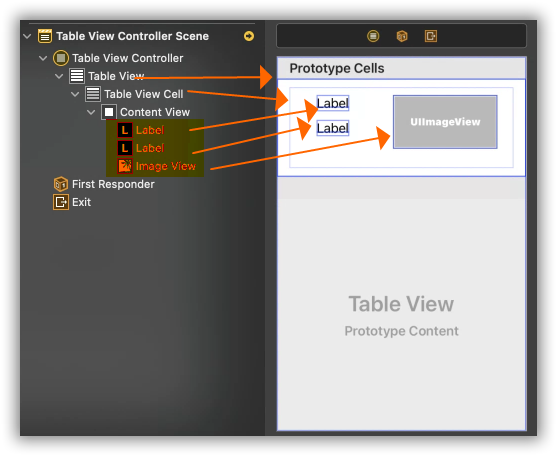 Table View Controller Scene
Table View Controller
Table View
Table View Cell
Content View
L Label
L Label
Image View
First Responder
Exit
Prototype Cells
Label
Label
UIImageView
Table View
Prototype Content